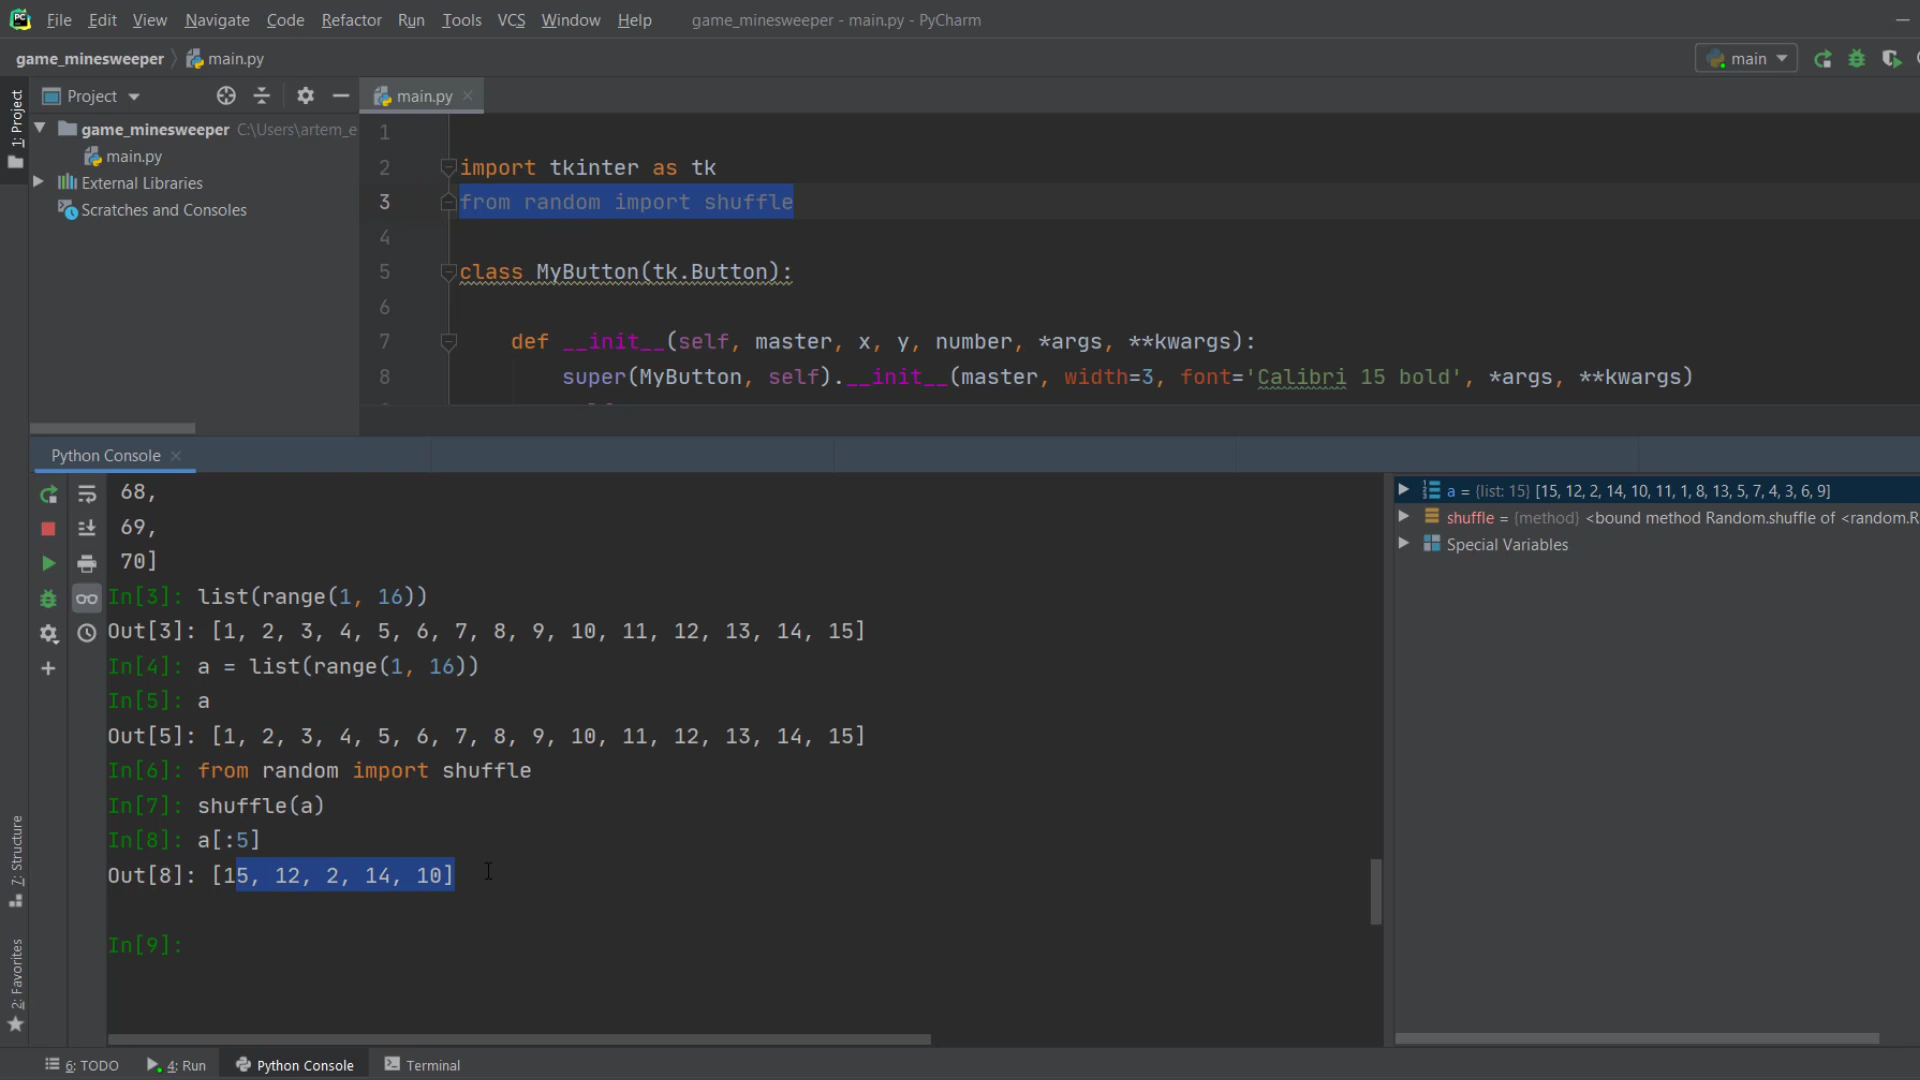 File Edit View Navigate Code Refactor Run Tools VCS Window Help game_minesweeper - main.py - PyCharm
game_minesweeper main.py main
1: Project
Project
main.py
game_minesweeper C:\Users\artem_e
main.py
External Libraries
Scratches and Consoles
1
2 import tkinter as tk
3 from random import shuffle
4
5 class MyButton(tk.Button):
6
7 def __init__(self, master, x, y, number, *args, **kwargs):
8 super(MyButton, self).__init__(master, width=3, font='Calibri 15 bold', *args, **kwargs)
Python Console
68,
69,
70]
In[3]: list(range(1, 16))
Out[3]: [1, 2, 3, 4, 5, 6, 7, 8, 9, 10, 11, 12, 13, 14, 15]
In[4]: a = list(range(1, 16))
In[5]: a
Out[5]: [1, 2, 3, 4, 5, 6, 7, 8, 9, 10, 11, 12, 13, 14, 15]
In[6]: from random import shuffle
In[7]: shuffle(a)
In[8]: a[:5]
Out[8]: [15, 12, 2, 14, 10]
In[9]:
a = {list: 15} [15, 12, 2, 14, 10, 11, 1, 8, 13, 5, 7, 4, 3, 6, 9]
shuffle = {method} <bound method Random.shuffle of <random.R
Special Variables
7: Structure
2: Favorites
6: TODO 4: Run Python Console Terminal